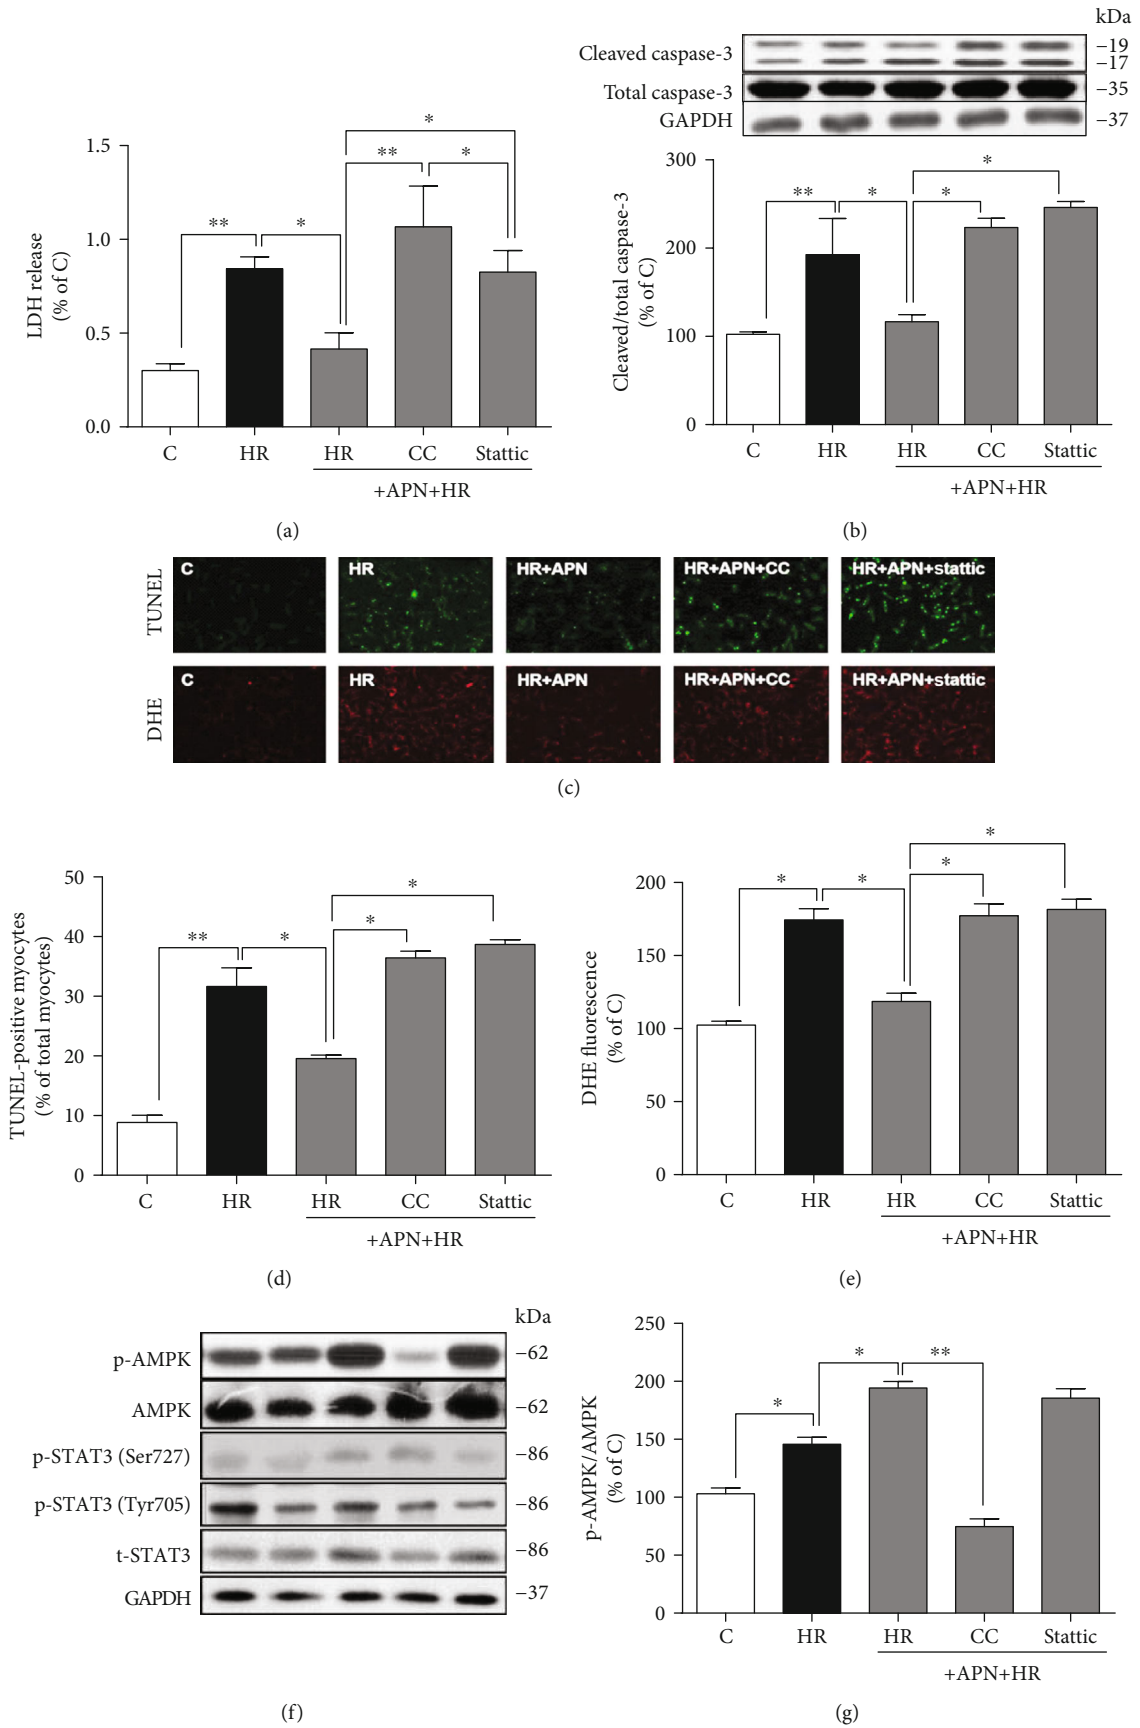 kDa
Cleaved caspase-3
−19
−17
Total caspase-3
−35
GAPDH
−37
LDH release
(% of C)
1.5
1.0
0.5
0.0
**
*
**
*
*
C
HR
HR
CC
Stattic
+APN+HR
(a)
Cleaved/total caspase-3
(% of C)
300
200
100
0
**
*
*
*
C
HR
HR
CC
Stattic
+APN+HR
(b)
TUNEL
C
HR
HR+APN
HR+APN+CC
HR+APN+stattic
DHE
C
HR
HR+APN
HR+APN+CC
HR+APN+stattic
(c)
TUNEL-positive myocytes
(% of total myocytes)
50
40
30
20
10
0
**
*
*
*
C
HR
HR
CC
Stattic
+APN+HR
(d)
DHE fluorescence
(% of C)
200
150
100
50
0
*
*
*
*
C
HR
HR
CC
Stattic
+APN+HR
(e)
kDa
p-AMPK
−62
AMPK
−62
p-STAT3 (Ser727)
−86
p-STAT3 (Tyr705)
−86
t-STAT3
−86
GAPDH
−37
(f)
p-AMPK/AMPK
(% of C)
250
200
150
100
50
0
*
*
**
C
HR
HR
CC
Stattic
+APN+HR
(g)